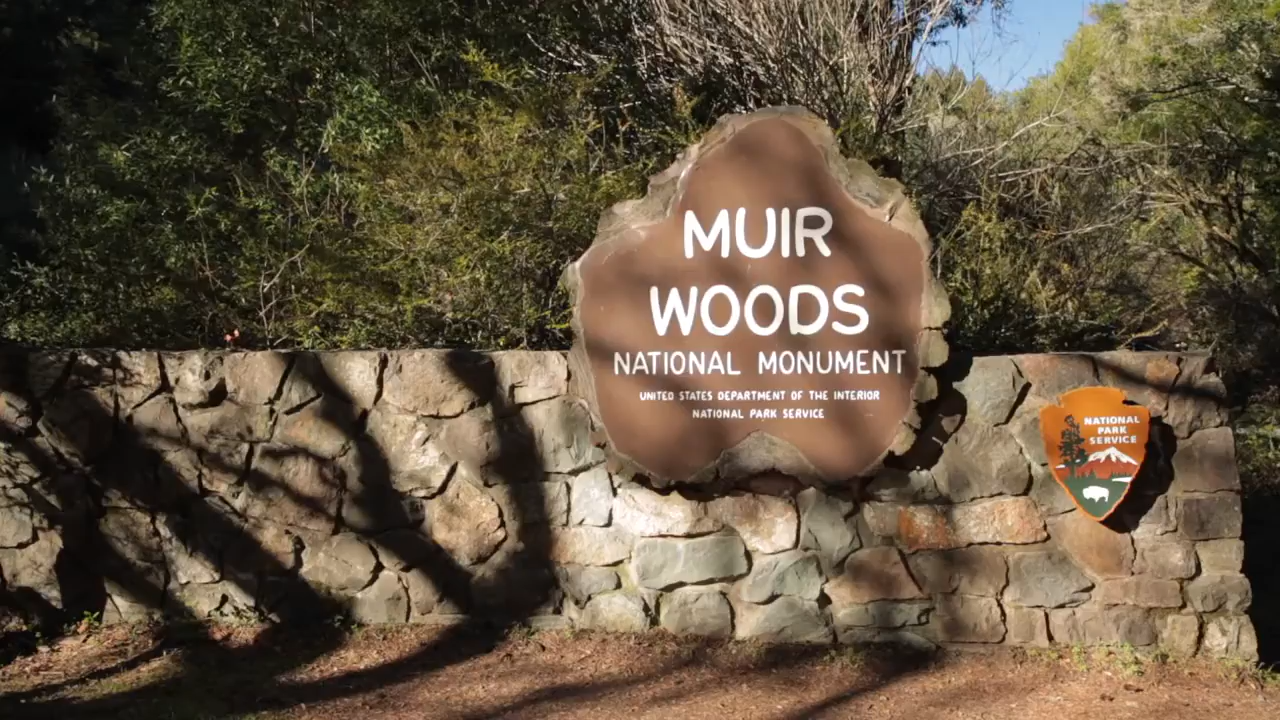 MUIR
WOODS
NATIONAL MONUMENT
UNITED STATES DEPARTMENT OF THE INTERIOR
NATIONAL PARK SERVICE
NATIONAL
PARK
SERVICE